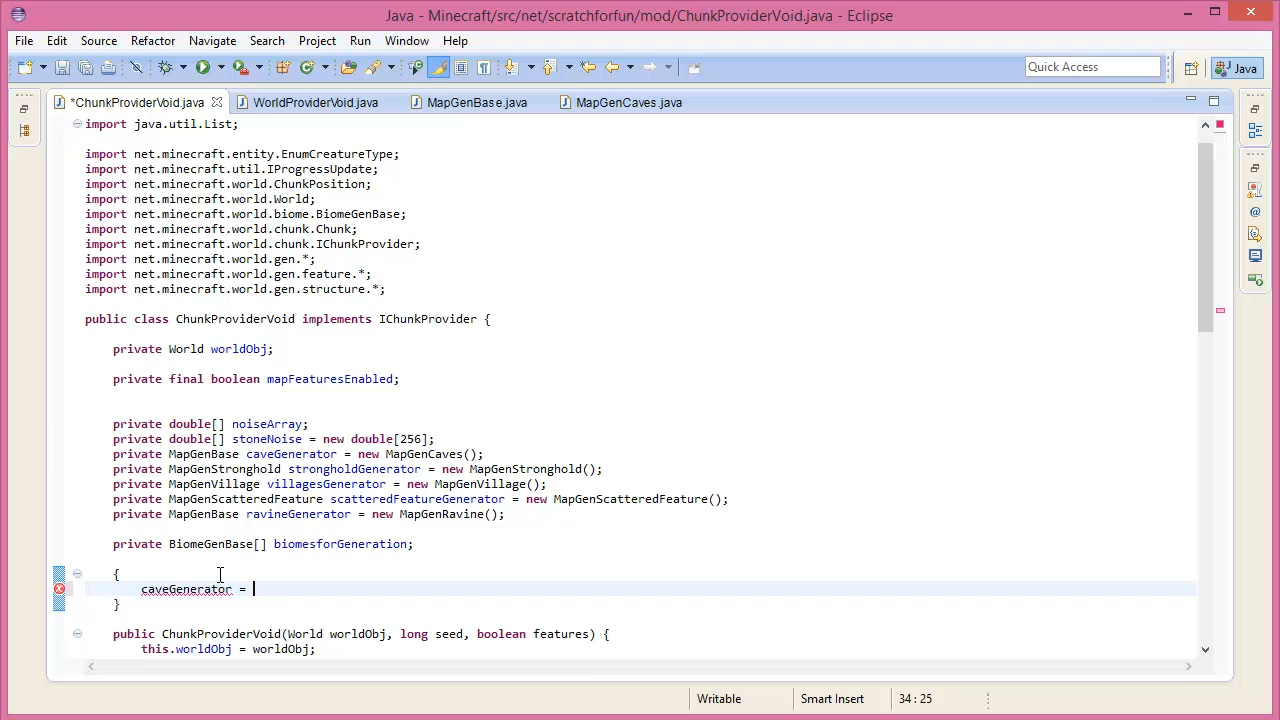 Java - Minecraft/src/net/scratchforfun/mod/ChunkProviderVoid.java - Eclipse
File Edit Source Refactor Navigate Search Project Run Window Help
Quick Access
Java
*ChunkProviderVoid.java WorldProviderVoid.java MapGenBase.java MapGenCaves.java
import java.util.List;
import net.minecraft.entity.EnumCreatureType;
import net.minecraft.util.IProgressUpdate;
import net.minecraft.world.ChunkPosition;
import net.minecraft.world.World;
import net.minecraft.world.biome.BiomeGenBase;
import net.minecraft.world.chunk.Chunk;
import net.minecraft.world.chunk.IChunkProvider;
import net.minecraft.world.gen.*;
import net.minecraft.world.gen.feature.*;
import net.minecraft.world.gen.structure.*;
public class ChunkProviderVoid implements IChunkProvider {
private World worldObj;
private final boolean mapFeaturesEnabled;
private double[] noiseArray;
private double[] stoneNoise = new double[256];
private MapGenBase caveGenerator = new MapGenCaves();
private MapGenStronghold strongholdGenerator = new MapGenStronghold();
private MapGenVillage villagesGenerator = new MapGenVillage();
private MapGenScatteredFeature scatteredFeatureGenerator = new MapGenScatteredFeature();
private MapGenBase ravineGenerator = new MapGenRavine();
private BiomeGenBase[] biomesforGeneration;
{
caveGenerator =
}
public ChunkProviderVoid(World worldObj, long seed, boolean features) {
this.worldObj = worldObj;
Writable Smart Insert 34 : 25